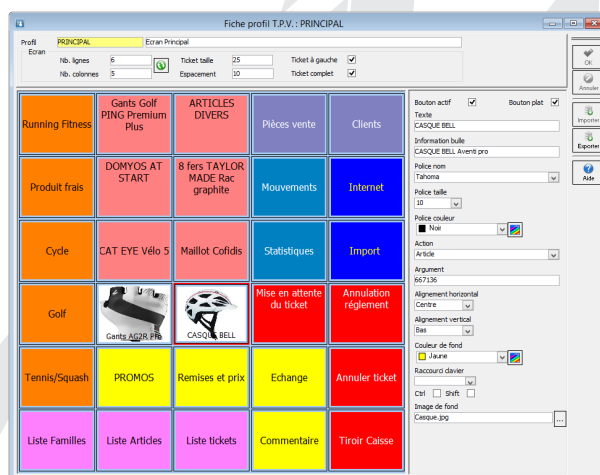 Fiche profil T.P.V. : PRINCIPAL
Profil PRINCIPAL Ecran Principal
Ecran
Nb. lignes 6 Ticket taille 25 Ticket à gauche
Nb. colonnes 5 Espacement 10 Ticket complet
OK
Annuler
Importer
Exporter
Aide
Running Fitness
Gants Golf
PING Premium
Plus
ARTICLES
DIVERS
Pièces vente
Clients
Produit frais
DOMYOS AT
START
8 fers TAYLOR
MADE Rac
graphite
Mouvements
Internet
Cycle
CAT EYE Vélo 5
Maillot Cofidis
Statistiques
Import
Golf
Gants AG2R Pro
CASQUE BELL
Mise en attente
du ticket
Annulation
réglement
Tennis/Squash
PROMOS
Remises et prix
Echange
Annuler ticket
Liste Familles
Liste Articles
Liste tickets
Commentaire
Tiroir Caisse
Bouton actif Bouton plat
Texte
CASQUE BELL
Information bulle
CASQUE BELL Aventi pro
Police nom
Tahoma
Police taille
10
Police couleur
Noir
Action
Article
Argument
667136
Alignement horizontal
Centre
Alignement vertical
Bas
Couleur de fond
Jaune
Raccourci clavier
Ctrl Shift
Image de fond
Casque.jpg ...